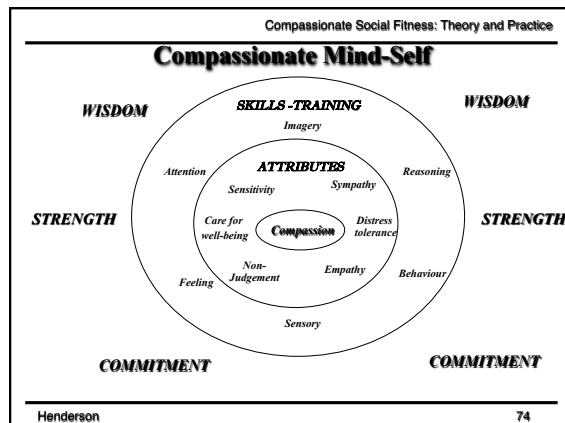 Compassionate Social Fitness: Theory and Practice
Compassionate Mind-Self
WISDOM
WISDOM
SKILLS -TRAINING
Imagery
ATTRIBUTES
Attention
Reasoning
Sensitivity
Sympathy
STRENGTH
STRENGTH
Care for
well-being
Compassion
Distress
tolerance
Non-
Judgement
Empathy
Feeling
Behaviour
Sensory
COMMITMENT
COMMITMENT
Henderson
74